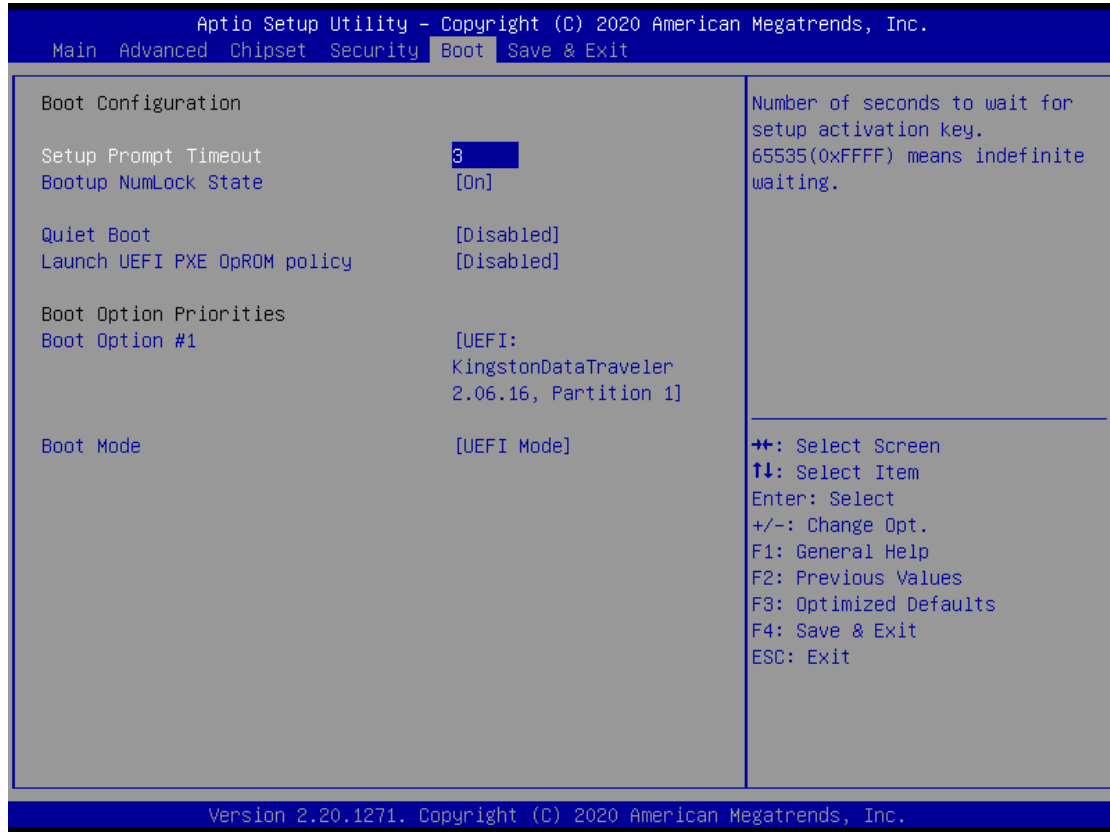 Aptio Setup Utility – Copyright (C) 2020 American Megatrends, Inc.
Main Advanced Chipset Security Boot Save & Exit
Boot Configuration
Setup Prompt Timeout 3
Bootup NumLock State [On]
Quiet Boot [Disabled]
Launch UEFI PXE OpROM policy [Disabled]
Boot Option Priorities
Boot Option #1 [UEFI:
KingstonDataTraveler
2.06.16, Partition 1]
Boot Mode [UEFI Mode]
Number of seconds to wait for
setup activation key.
65535(0xFFFF) means indefinite
waiting.
→←: Select Screen
↑↓: Select Item
Enter: Select
+/-: Change Opt.
F1: General Help
F2: Previous Values
F3: Optimized Defaults
F4: Save & Exit
ESC: Exit
Version 2.20.1271. Copyright (C) 2020 American Megatrends, Inc.